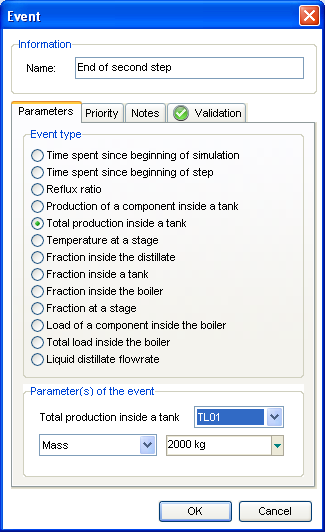 Event
Information
Name: End of second step
Parameters Priority Notes Validation
Event type
Time spent since beginning of simulation
Time spent since beginning of step
Reflux ratio
Production of a component inside a tank
Total production inside a tank
Temperature at a stage
Fraction inside the distillate
Fraction inside a tank
Fraction inside the boiler
Fraction at a stage
Load of a component inside the boiler
Total load inside the boiler
Liquid distillate flowrate
Parameter(s) of the event
Total production inside a tank TL01
Mass 2000 kg
OK Cancel